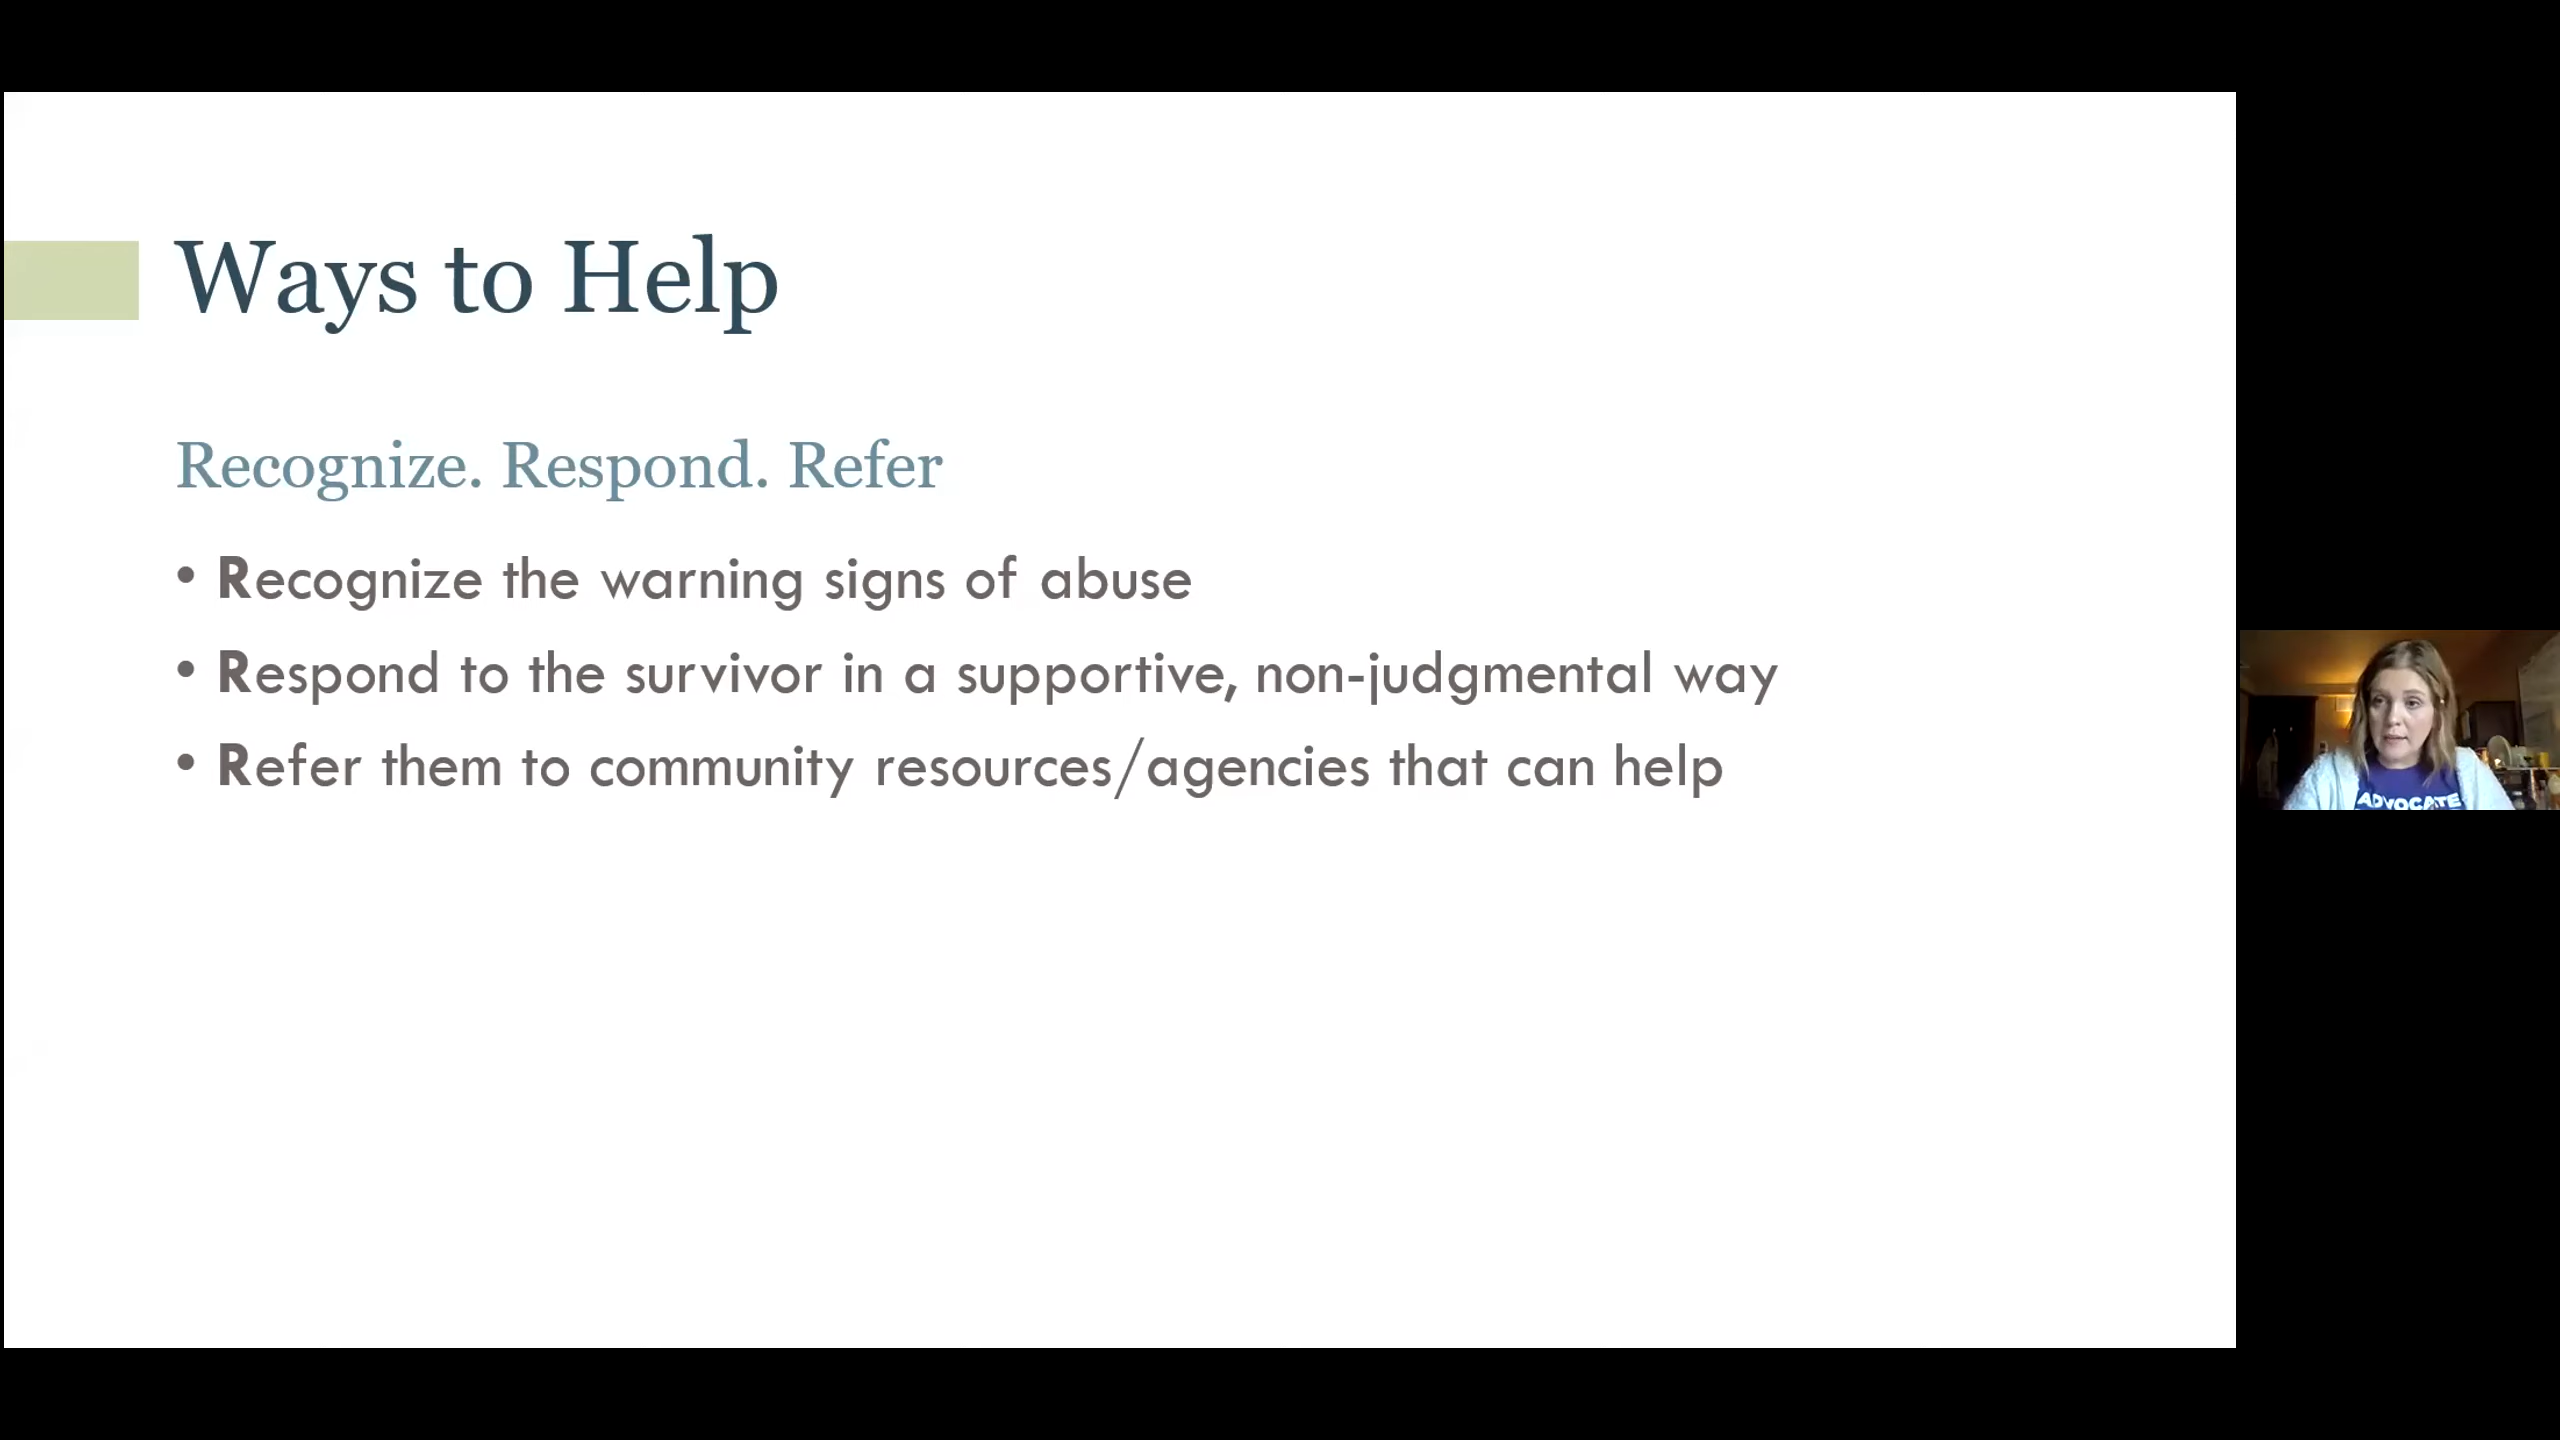 Ways to Help
Recognize. Respond. Refer
• Recognize the warning signs of abuse
• Respond to the survivor in a supportive, non-judgmental way
• Refer them to community resources/agencies that can help
ADVOCATE